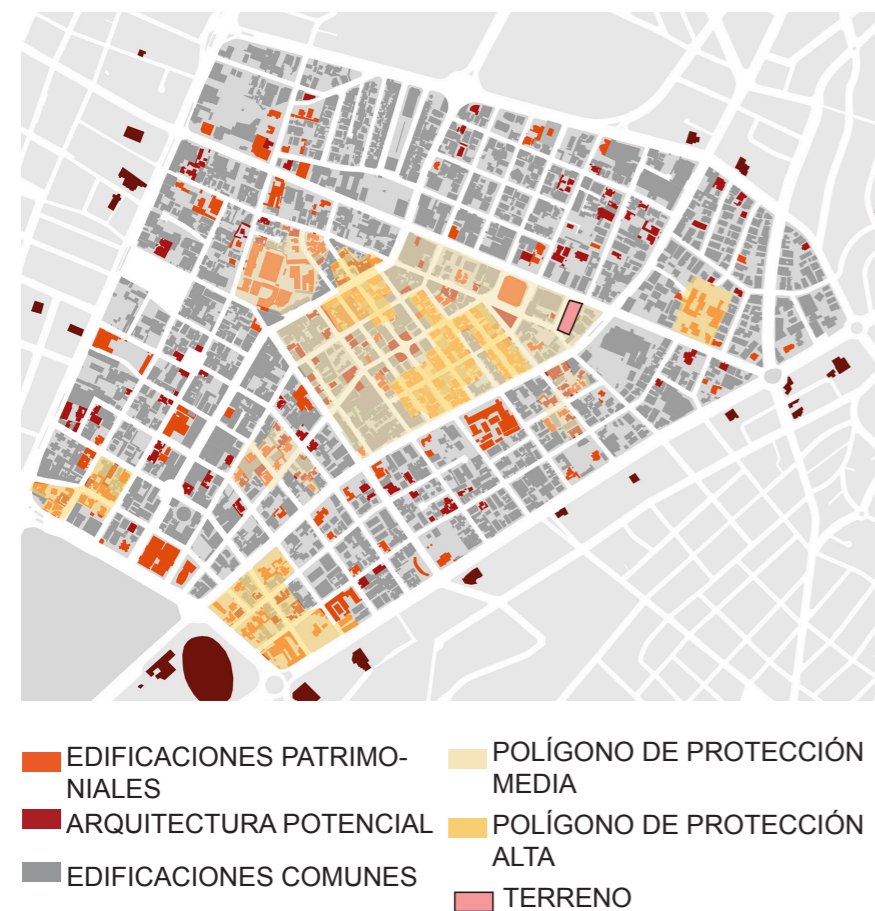 EDIFICACIONES PATRIMO-
NIALES
ARQUITECTURA POTENCIAL
EDIFICACIONES COMUNES
POLÍGONO DE PROTECCIÓN
MEDIA
POLÍGONO DE PROTECCIÓN
ALTA
TERRENO